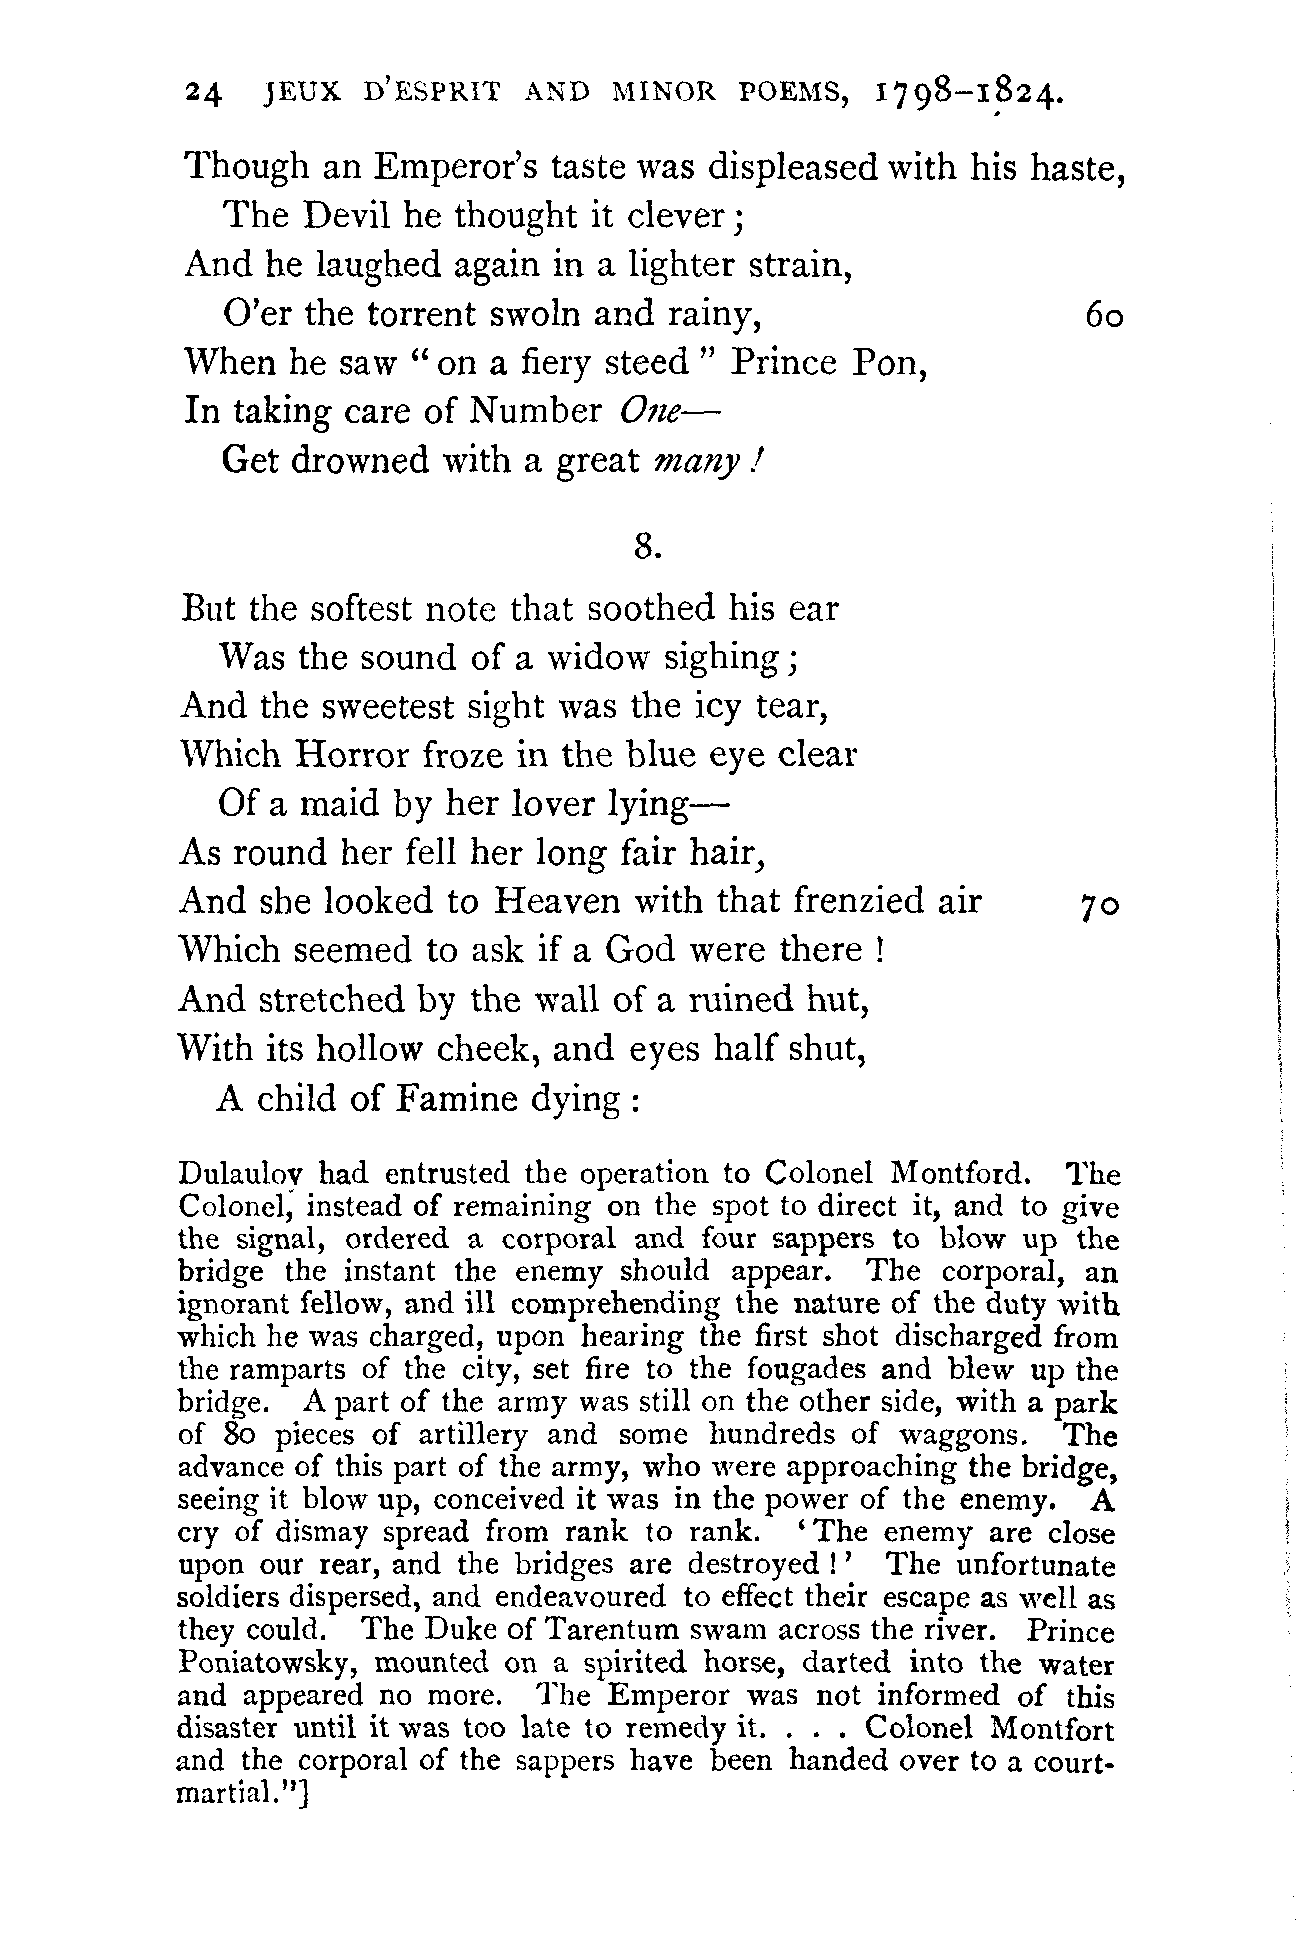 24 JEUX D'ESPRIT AND MINOR POEMS, 1798–1824.
Though an Emperor's taste was displeased with his haste,
The Devil he thought it clever;
And he laughed again in a lighter strain,
O'er the torrent swoln and rainy, 60
When he saw "on a fiery steed" Prince Pon,
In taking care of Number One—
Get drowned with a great many!
8.
But the softest note that soothed his ear
Was the sound of a widow sighing;
And the sweetest sight was the icy tear,
Which Horror froze in the blue eye clear
Of a maid by her lover lying—
As round her fell her long fair hair,
And she looked to Heaven with that frenzied air 70
Which seemed to ask if a God were there!
And stretched by the wall of a ruined hut,
With its hollow cheek, and eyes half shut,
A child of Famine dying:
Dulauloy had entrusted the operation to Colonel Montford. The
Colonel, instead of remaining on the spot to direct it, and to give
the signal, ordered a corporal and four sappers to blow up the
bridge the instant the enemy should appear. The corporal, an
ignorant fellow, and ill comprehending the nature of the duty with
which he was charged, upon hearing the first shot discharged from
the ramparts of the city, set fire to the fougades and blew up the
bridge. A part of the army was still on the other side, with a park
of 80 pieces of artillery and some hundreds of waggons. The
advance of this part of the army, who were approaching the bridge,
seeing it blow up, conceived it was in the power of the enemy. A
cry of dismay spread from rank to rank. 'The enemy are close
upon our rear, and the bridges are destroyed!' The unfortunate
soldiers dispersed, and endeavoured to effect their escape as well as
they could. The Duke of Tarentum swam across the river. Prince
Poniatowsky, mounted on a spirited horse, darted into the water
and appeared no more. The Emperor was not informed of this
disaster until it was too late to remedy it. . . . Colonel Montfort
and the corporal of the sappers have been handed over to a court-
martial."]